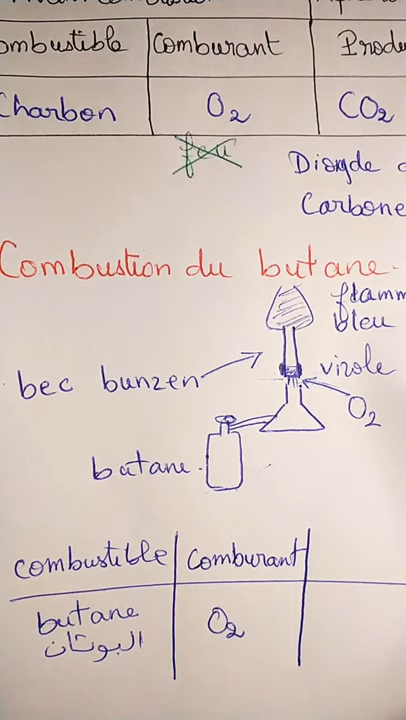 ombustible Comburant Produ
Charbon O₂ CO₂
feu
Dioxyde
Carbone
Combustion du butane.
flamm
bleu
virole
bec bunzen
O₂
butane.
combustible comburant
butane O₂
البوتان